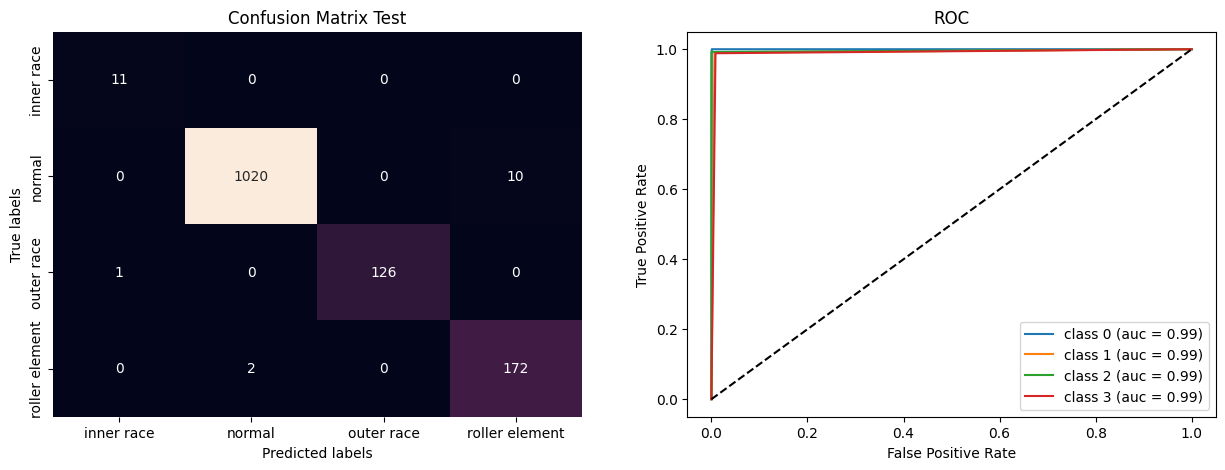 Confusion Matrix Test
True labels
inner race
11 0 0 0
normal
0 1020 0 10
outer race
1 0 126 0
roller element
0 2 0 172
inner race normal outer race roller element
Predicted labels
ROC
True Positive Rate
1.0
0.8
0.6
0.4
0.2
0.0
class 0 (auc = 0.99)
class 1 (auc = 0.99)
class 2 (auc = 0.99)
class 3 (auc = 0.99)
0.0 0.2 0.4 0.6 0.8 1.0
False Positive Rate